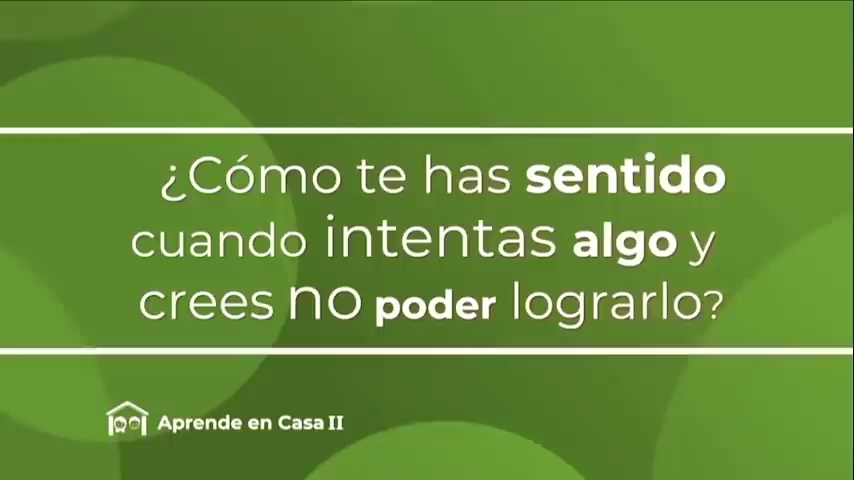 ¿Cómo te has sentido
cuando intentas algo y
crees no poder lograrlo?
Aprende en Casa II